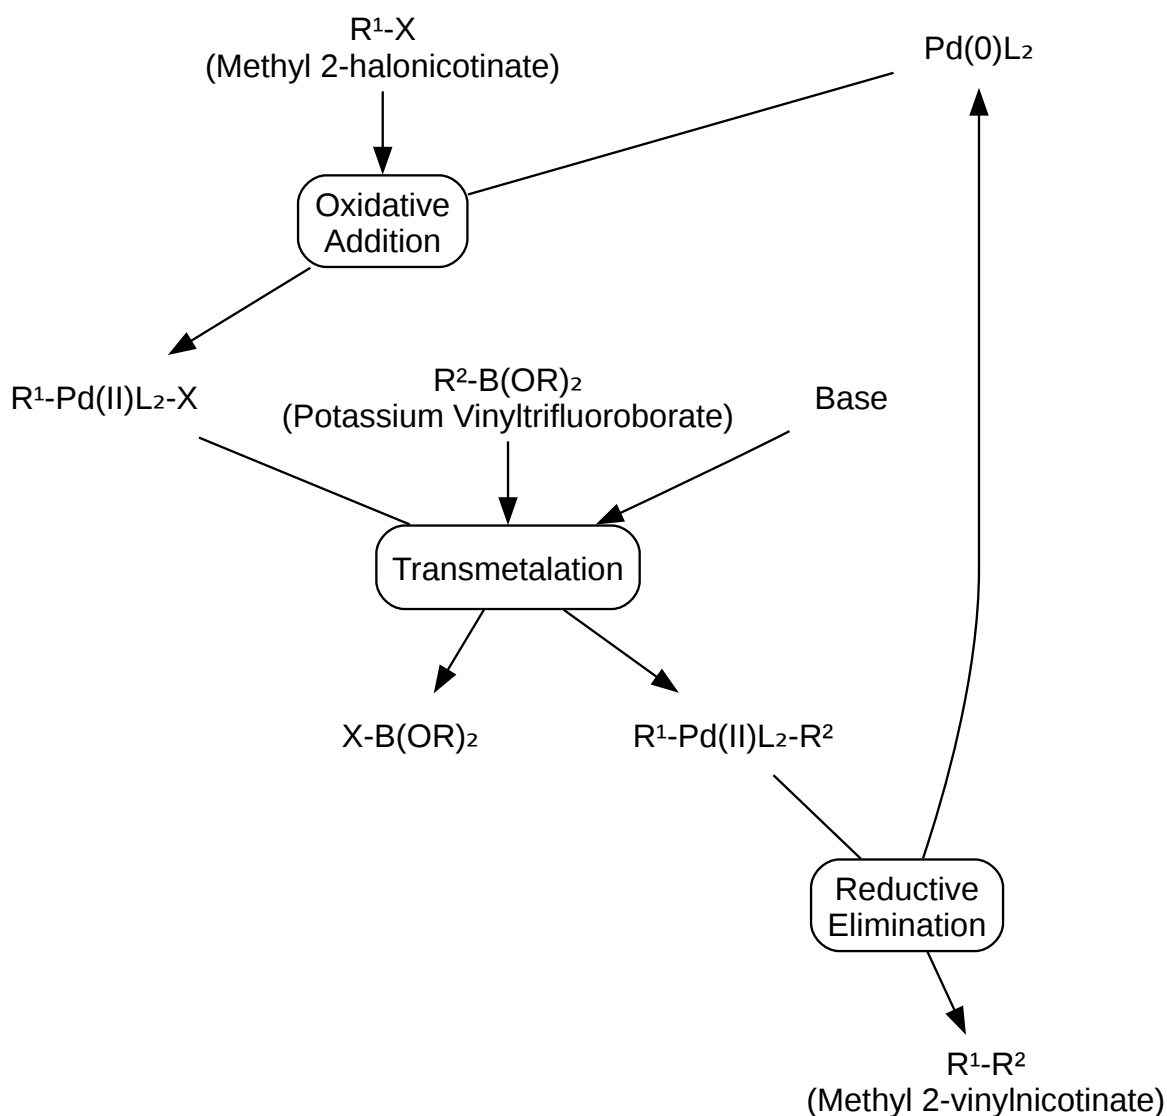 R¹-X
(Methyl 2-halonicotinate)
Pd(0)L₂
Oxidative
Addition
R¹-Pd(II)L₂-X
R²-B(OR)₂
(Potassium Vinyltrifluoroborate)
Base
Transmetalation
X-B(OR)₂
R¹-Pd(II)L₂-R²
Reductive
Elimination
R¹-R²
(Methyl 2-vinylnicotinate)